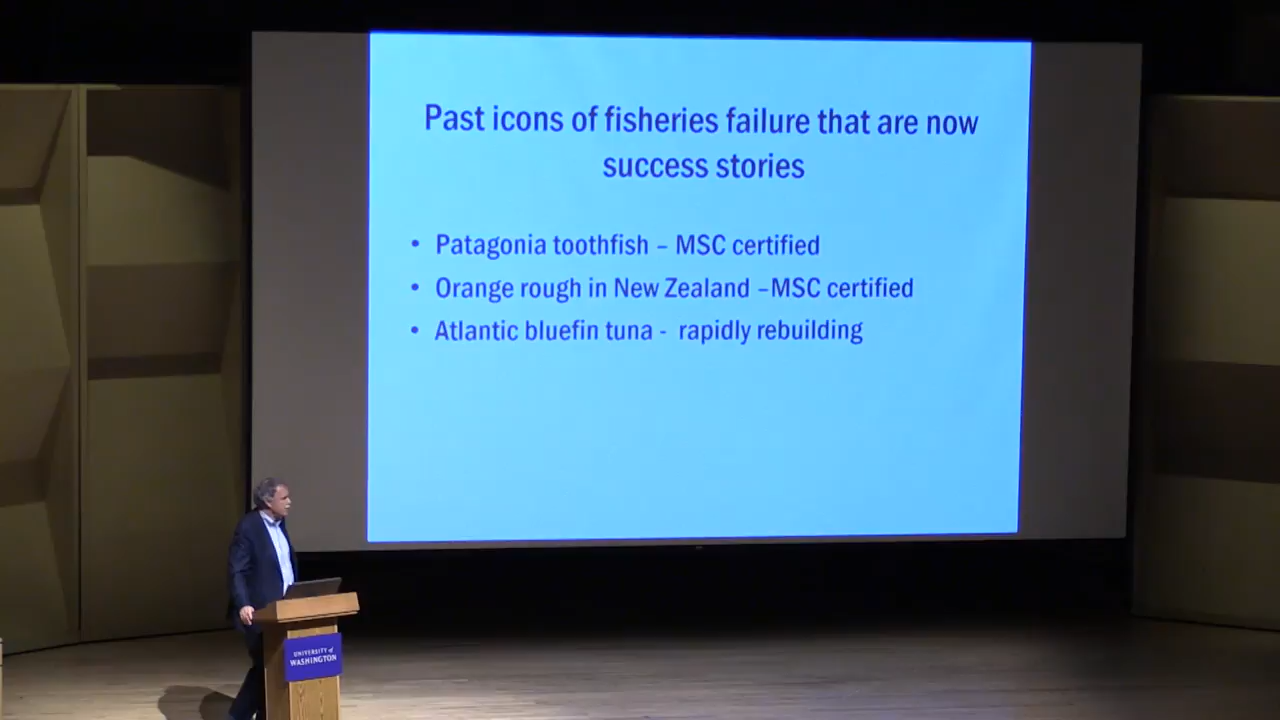 Past icons of fisheries failure that are now
success stories
• Patagonia toothfish – MSC certified
• Orange rough in New Zealand –MSC certified
• Atlantic bluefin tuna - rapidly rebuilding
UNIVERSITY of
WASHINGTON